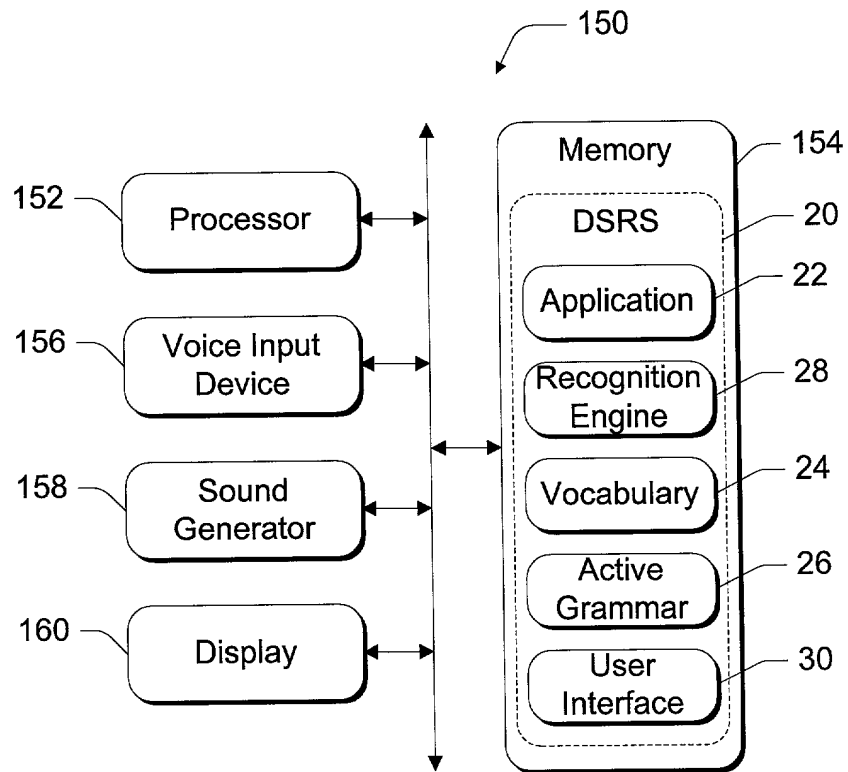 150
Memory
154
152
Processor
DSRS
20
Application
22
156
Voice Input
Device
Recognition
Engine
28
158
Sound
Generator
Vocabulary
24
Active
Grammar
26
160
Display
User
Interface
30